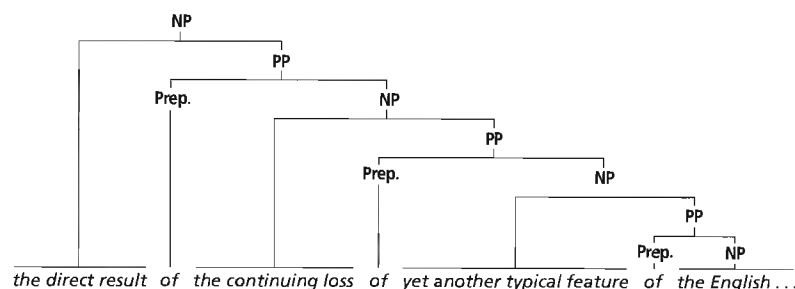 NP
PP
Prep.
NP
PP
Prep.
NP
PP
Prep.
NP
the direct result of the continuing loss of yet another typical feature of the English . . .